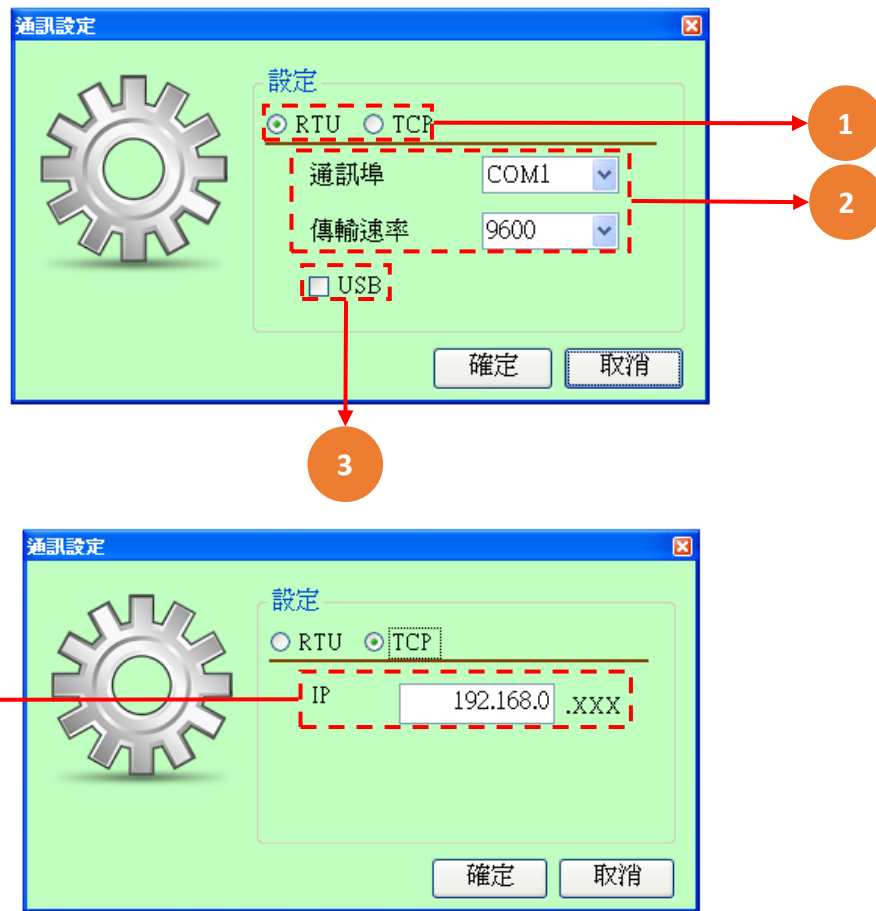 通訊設定
設定
RTU TCP 1
通訊埠 COM1 2
傳輸速率 9600
USB
確定 取消
3
通訊設定
設定
RTU TCP
IP 192.168.0 .XXX
確定 取消